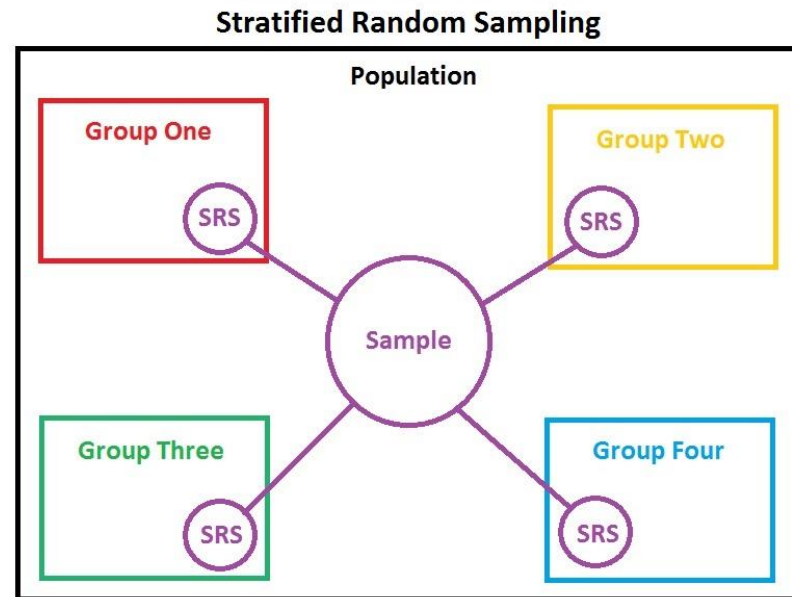 Stratified Random Sampling
Population
Group One
SRS
Group Two
SRS
Sample
Group Three
SRS
Group Four
SRS